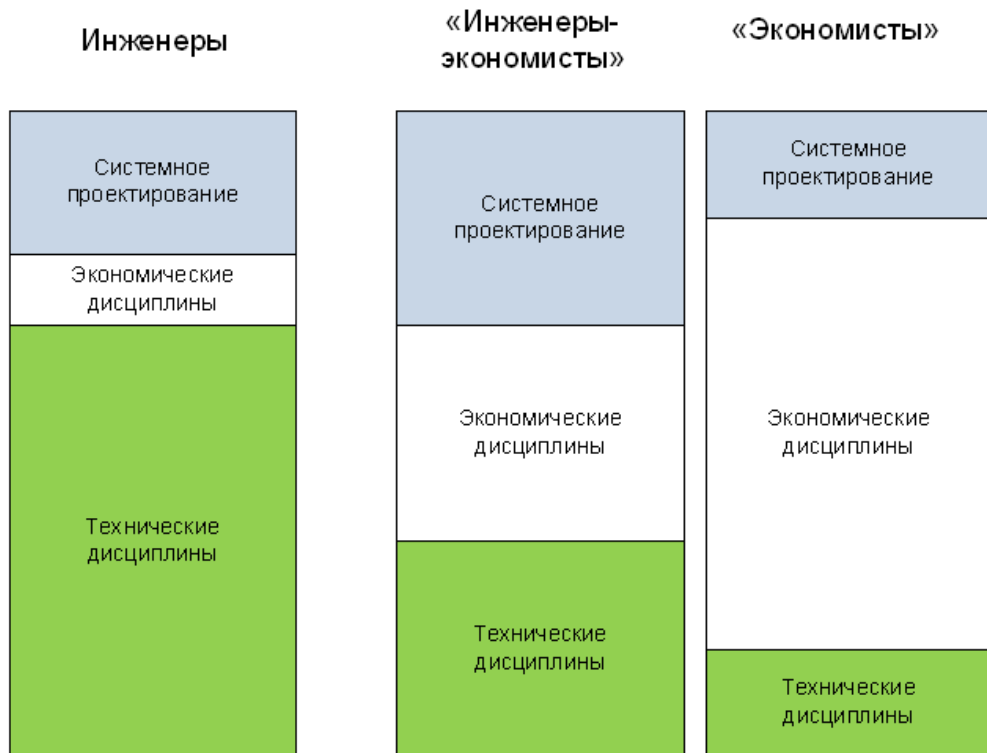 Инженеры
Системное
проектирование
Экономические
дисциплины
Технические
дисциплины
«Инженеры-
экономисты»
Системное
проектирование
Экономические
дисциплины
Технические
дисциплины
«Экономисты»
Системное
проектирование
Экономические
дисциплины
Технические
дисциплины